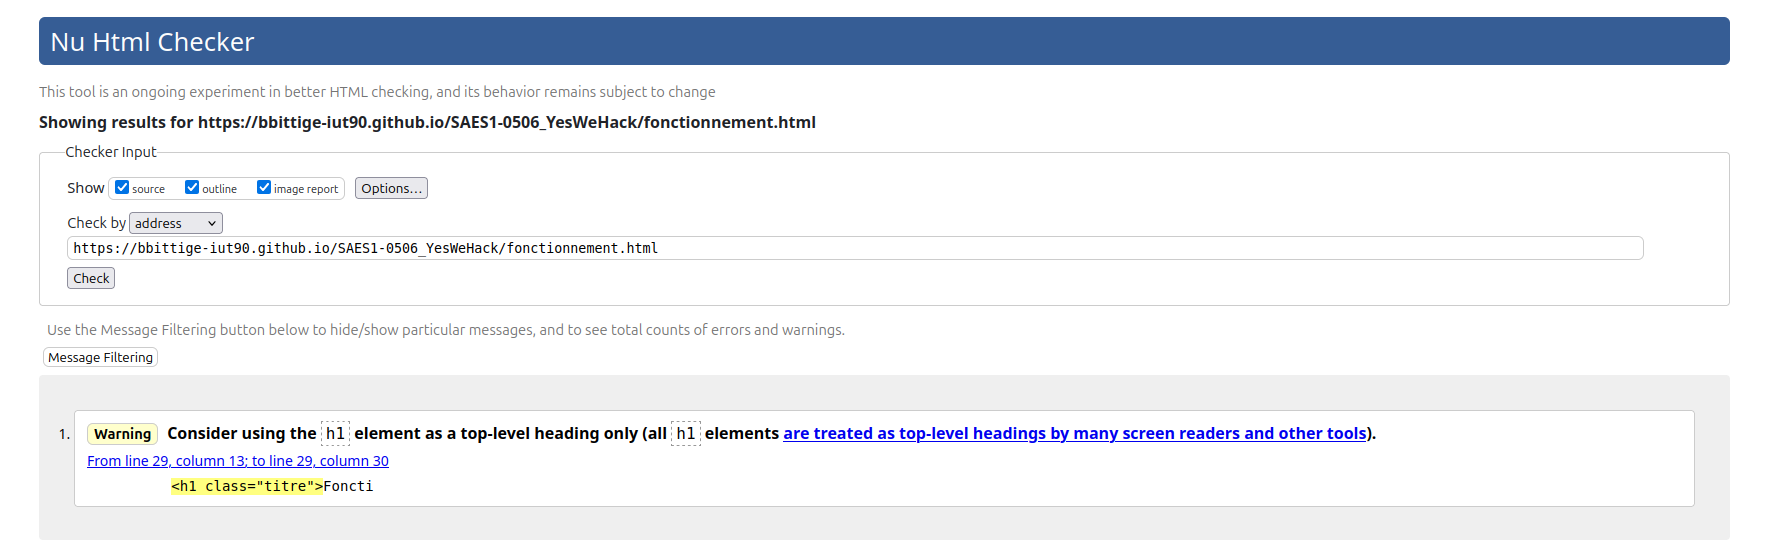 Nu Html Checker
This tool is an ongoing experiment in better HTML checking, and its behavior remains subject to change
Showing results for https://bbittige-iut90.github.io/SAES1-0506_YesWeHack/fonctionnement.html
Checker Input
Show source outline image report Options...
Check by address
https://bbittige-iut90.github.io/SAES1-0506_YesWeHack/fonctionnement.html
Check
Use the Message Filtering button below to hide/show particular messages, and to see total counts of errors and warnings.
Message Filtering
1. Warning Consider using the h1 element as a top-level heading only (all h1 elements are treated as top-level headings by many screen readers and other tools).
From line 29, column 13; to line 29, column 30
<h1 class="titre">Foncti